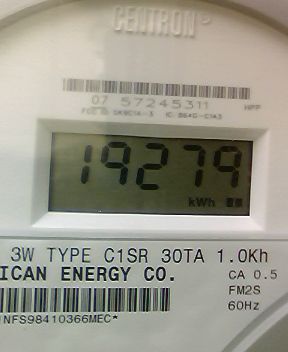 CENTRON
07 57245311
19279
kWh
3W TYPE C1SR 30TA 1.0Kh
ICAN ENERGY CO. CA 0.5
FM2S
60Hz
NFS98410366MEC*